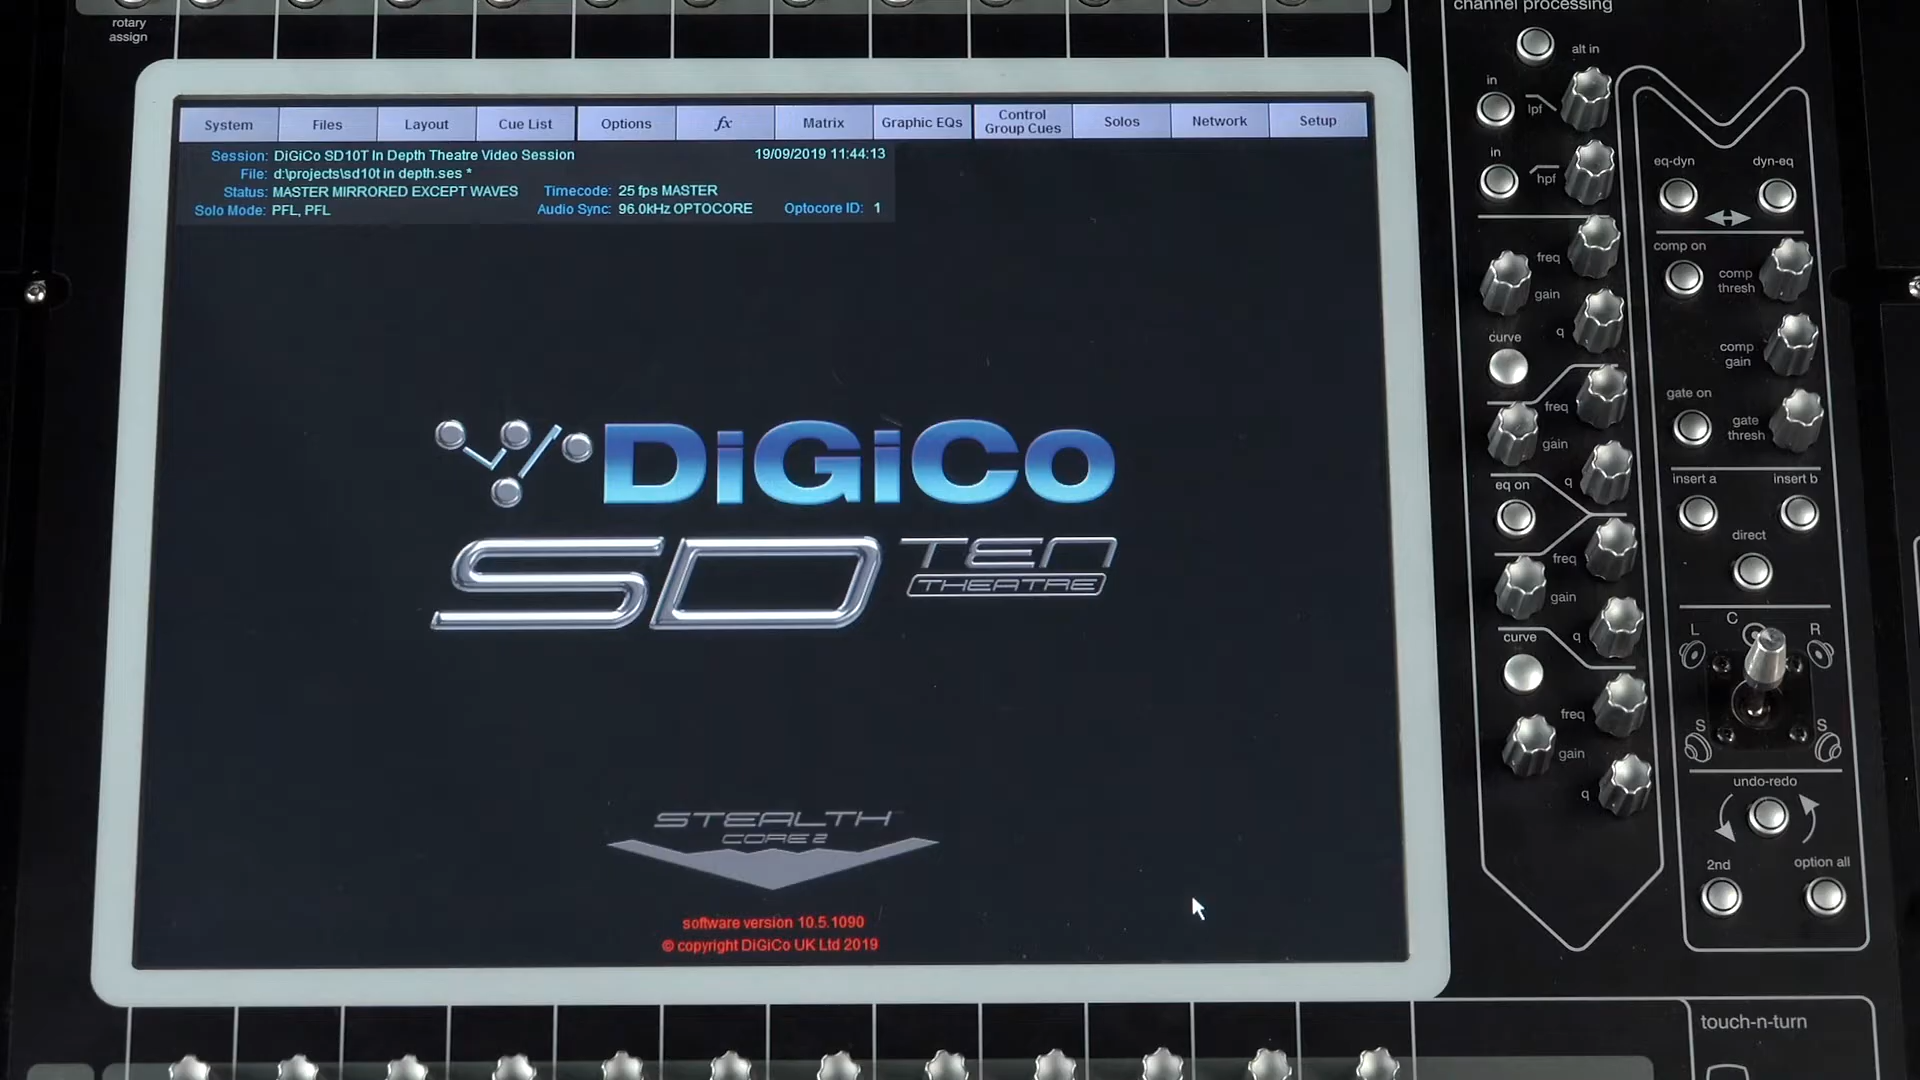 rotary
assign
channel processing
alt in
in
lpf
in
hpf
eq-dyn
dyn-eq
System
Files
Layout
Cue List
Options
fx
Matrix
Graphic EQs
Control
Group Cues
Solos
Network
Setup
Session: DiGiCo SD10T In Depth Theatre Video Session
19/09/2019 11:44:13
File: d:\projects\sd10t in depth.ses *
Status: MASTER MIRRORED EXCEPT WAVES
Timecode: 25 fps MASTER
Solo Mode: PFL, PFL
Audio Sync: 96.0kHz OPTOCORE
Optocore ID: 1
freq
gain
q
curve
comp on
comp
thresh
comp
gain
freq
gain
q
gate on
gate
thresh
DiGiCo
SD
TEN
THEATRE
eq on
insert a
insert b
direct
freq
gain
q
curve
L
C
R
S
S
freq
gain
q
undo-redo
2nd
option all
STEALTH
CORE 2
software version 10.5.1090
© copyright DiGiCo UK Ltd 2019
touch-n-turn